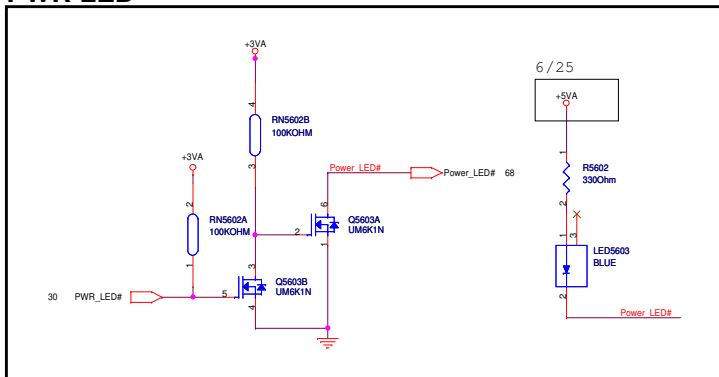 PWR LED
+3VA
6/25
+5VA
4
RN5602B
100KOHM
3
+3VA
2
RN5602A
100KOHM
1
Power_LED#
Power_LED# 68
6
2
Q5603A
UM6K1N
1
3
5
Q5603B
UM6K1N
4
30 PWR_LED#
1
R5602
330Ohm
2
1
3
LED5603
BLUE
2
Power_LED#